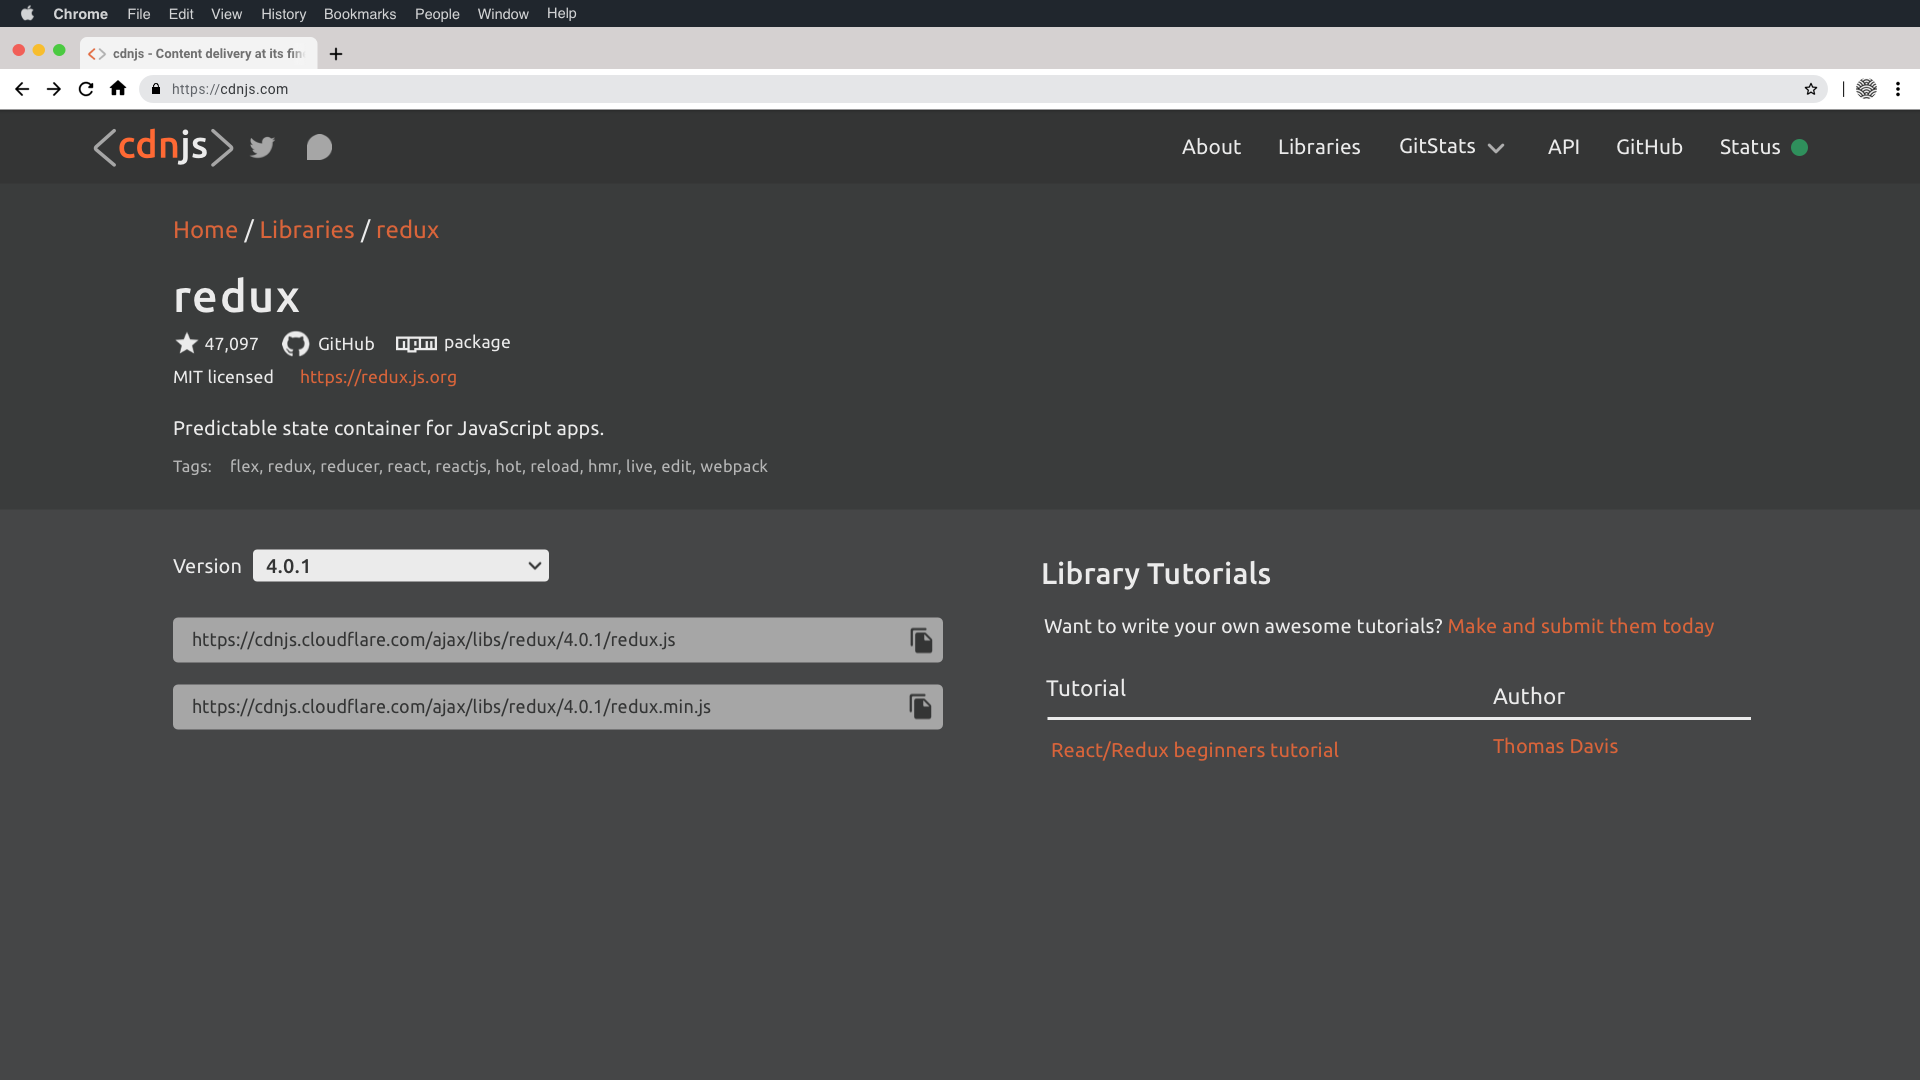 Chrome File Edit View History Bookmarks People Window Help
cdnjs - Content delivery at its fin
https://cdnjs.com
<cdnjs> About Libraries GitStats API GitHub Status
Home / Libraries / redux
redux
47,097 GitHub npm package
MIT licensed https://redux.js.org
Predictable state container for JavaScript apps.
Tags: flex, redux, reducer, react, reactjs, hot, reload, hmr, live, edit, webpack
Version 4.0.1
https://cdnjs.cloudflare.com/ajax/libs/redux/4.0.1/redux.js
https://cdnjs.cloudflare.com/ajax/libs/redux/4.0.1/redux.min.js
Library Tutorials
Want to write your own awesome tutorials? Make and submit them today
Tutorial Author
React/Redux beginners tutorial Thomas Davis